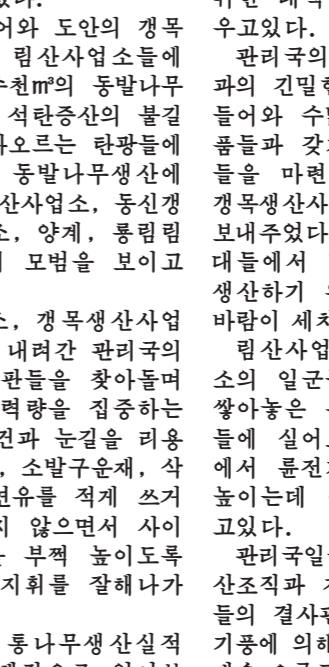 있다.
어와 도안의 갱목
림산사업소들에
수천㎥의 동발나무
석탄증산의 불길
타오르는 탄광들에
동발나무생산에
산사업소, 동신갱
소, 양계, 룡림림
모범을 보이고
소, 갱목생산사업
내려간 관리국의
판들을 찾아돌며
력량을 집중하는
건과 눈길을 리용
, 소발구운재, 삭
연유를 적게 쓰거
지 않으면서 사이
부쩍 높이도록
지휘를 잘해나가
통나무생산실적
우고있다.
관리국의
과의 긴밀한
들어와 수많
품들과 갖
들을 마련
갱목생산사
보내주었다
대들에서
생산하기
바람이 세차
림산사업
소의 일군
쌓아놓은
들에 실어
에서 륜전
높이는데
고있다.
관리국일군
산조직과
들의 결사관
기풍에 의해